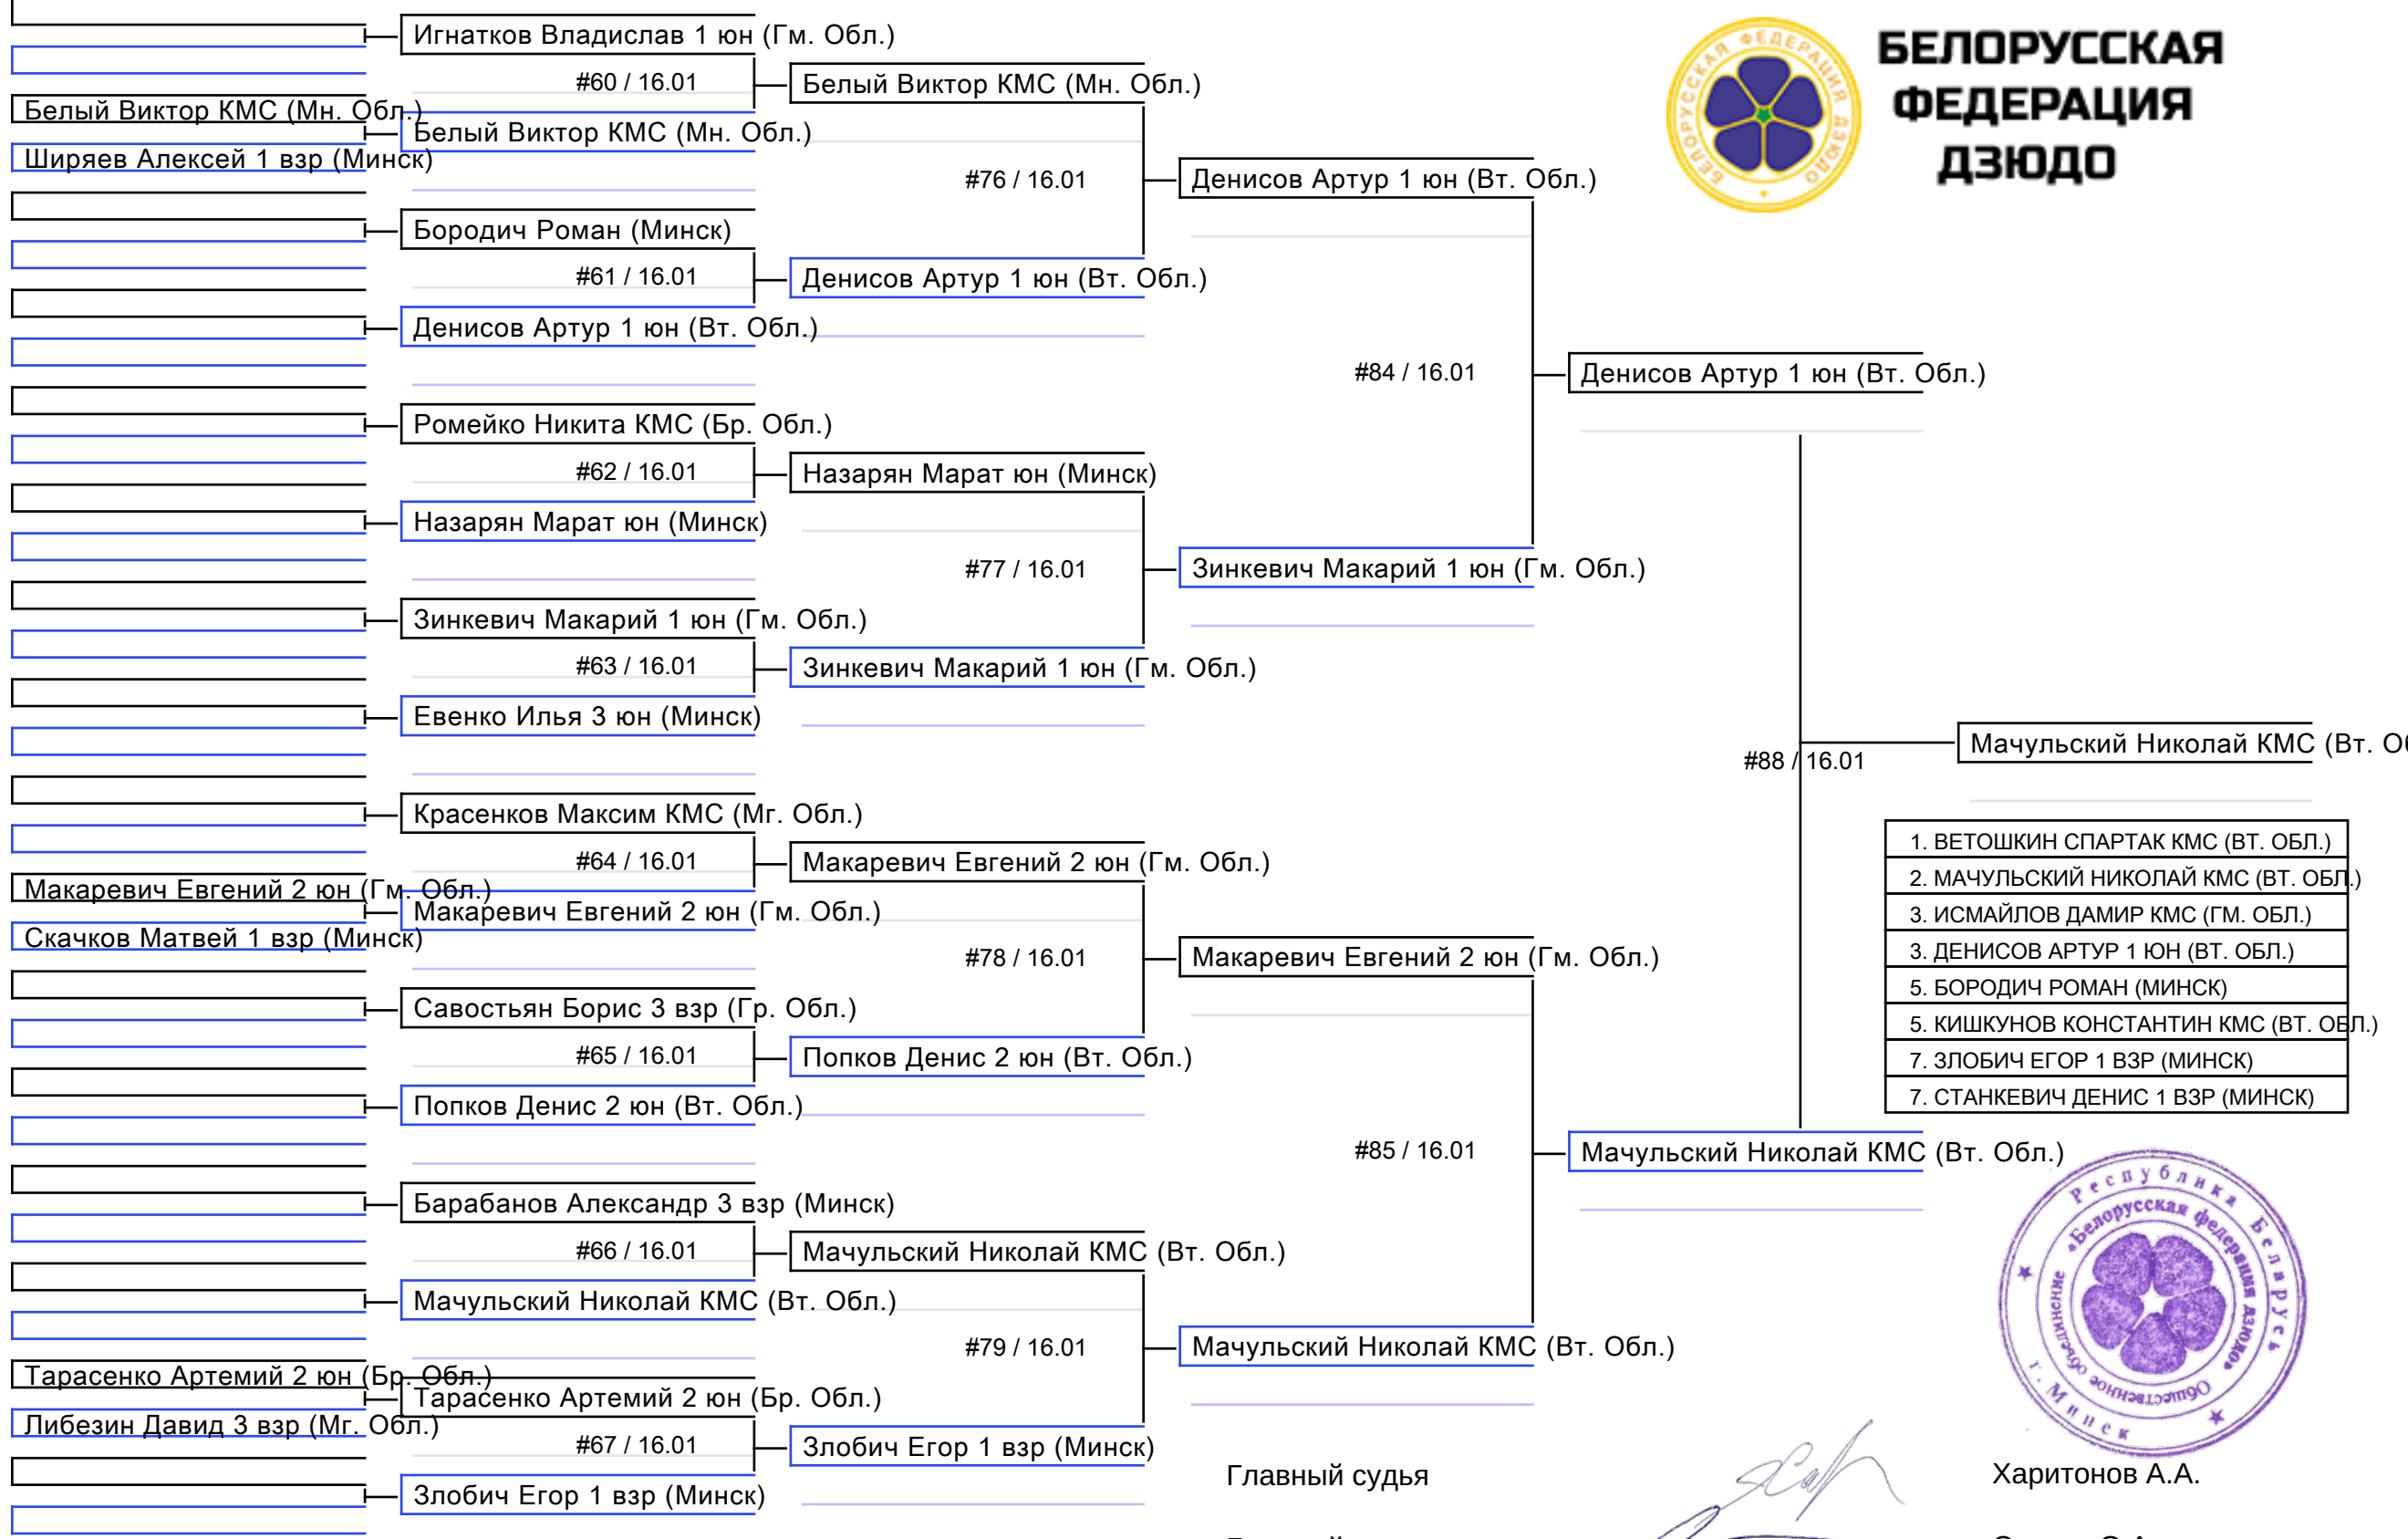 Игнатков Владислав 1 юн (Гм. Обл.)
#60 / 16.01
Белый Виктор КМС (Мн. Обл.)
Белый Виктор КМС (Мн. Обл.)
Белый Виктор КМС (Мн. Обл.)
Ширяев Алексей 1 взр (Минск)
#76 / 16.01
Денисов Артур 1 юн (Вт. Обл.)
Бородич Роман (Минск)
#61 / 16.01
Денисов Артур 1 юн (Вт. Обл.)
Денисов Артур 1 юн (Вт. Обл.)
#84 / 16.01
Денисов Артур 1 юн (Вт. Обл.)
Ромейко Никита КМС (Бр. Обл.)
#62 / 16.01
Назарян Марат юн (Минск)
Назарян Марат юн (Минск)
#77 / 16.01
Зинкевич Макарий 1 юн (Гм. Обл.)
Зинкевич Макарий 1 юн (Гм. Обл.)
#63 / 16.01
Зинкевич Макарий 1 юн (Гм. Обл.)
Евенко Илья 3 юн (Минск)
#88 / 16.01
Мачульский Николай КМС (Вт. Об
Красенков Максим КМС (Мг. Обл.)
#64 / 16.01
Макаревич Евгений 2 юн (Гм. Обл.)
Макаревич Евгений 2 юн (Гм. Обл.)
Макаревич Евгений 2 юн (Гм. Обл.)
Скачков Матвей 1 взр (Минск)
#78 / 16.01
Макаревич Евгений 2 юн (Гм. Обл.)
Савостьян Борис 3 взр (Гр. Обл.)
#65 / 16.01
Попков Денис 2 юн (Вт. Обл.)
Попков Денис 2 юн (Вт. Обл.)
#85 / 16.01
Мачульский Николай КМС (Вт. Обл.)
Барабанов Александр 3 взр (Минск)
#66 / 16.01
Мачульский Николай КМС (Вт. Обл.)
Мачульский Николай КМС (Вт. Обл.)
#79 / 16.01
Мачульский Николай КМС (Вт. Обл.)
Тарасенко Артемий 2 юн (Бр. Обл.)
Тарасенко Артемий 2 юн (Бр. Обл.)
Либезин Давид 3 взр (Мг. Обл.)
#67 / 16.01
Злобич Егор 1 взр (Минск)
Злобич Егор 1 взр (Минск)
БЕЛОРУССКАЯ ФЕДЕРАЦИЯ ДЗЮДО
БЕЛОРУССКАЯ
ФЕДЕРАЦИЯ
ДЗЮДО
1. ВЕТОШКИН СПАРТАК КМС (ВТ. ОБЛ.)
2. МАЧУЛЬСКИЙ НИКОЛАЙ КМС (ВТ. ОБЛ.)
3. ИСМАЙЛОВ ДАМИР КМС (ГМ. ОБЛ.)
3. ДЕНИСОВ АРТУР 1 ЮН (ВТ. ОБЛ.)
5. БОРОДИЧ РОМАН (МИНСК)
5. КИШКУНОВ КОНСТАНТИН КМС (ВТ. ОБЛ.)
7. ЗЛОБИЧ ЕГОР 1 ВЗР (МИНСК)
7. СТАНКЕВИЧ ДЕНИС 1 ВЗР (МИНСК)
Республика Беларусь
г. Минск
Общественное объединение
«Белорусская федерация дзюдо»
Главный судья
Харитонов А.А.